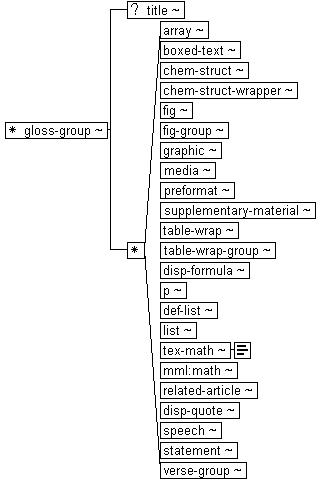 ? title ~
array ~
boxed-text ~
chem-struct ~
chem-struct-wrapper ~
fig ~
* gloss-group ~
fig-group ~
graphic ~
media ~
preformat ~
supplementary-material ~
table-wrap ~
* table-wrap-group ~
disp-formula ~
p ~
def-list ~
list ~
tex-math ~
mml:math ~
related-article ~
disp-quote ~
speech ~
statement ~
verse-group ~